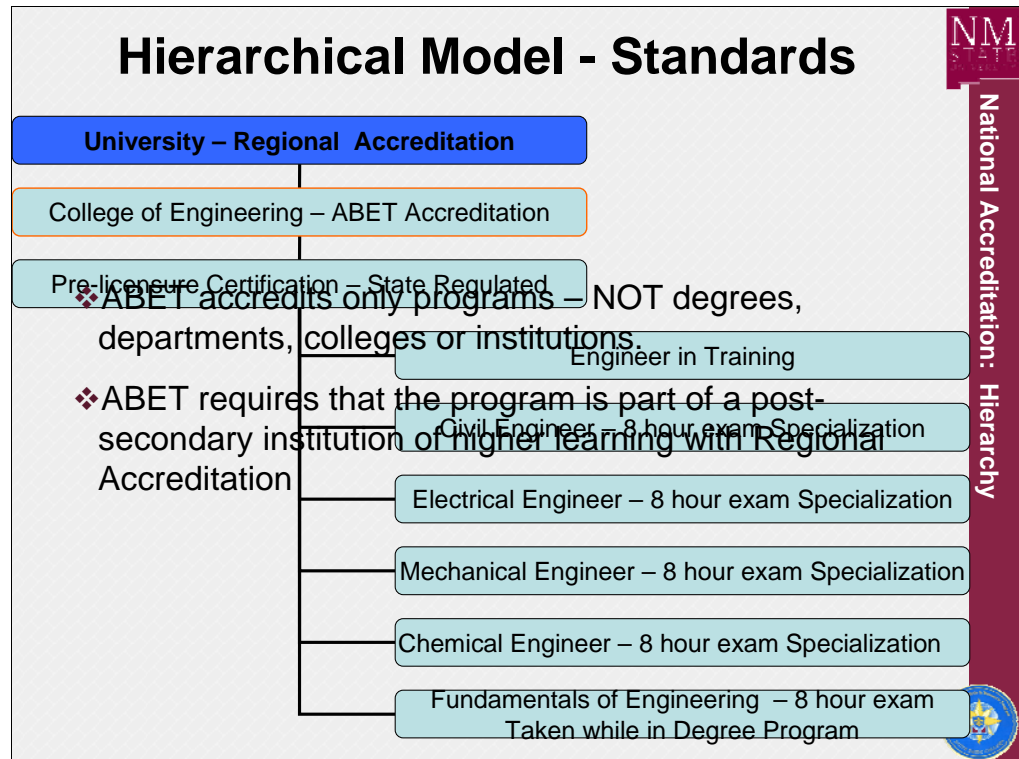 Hierarchical Model - Standards
NM
STATE
National Accreditation: Hierarchy
University – Regional Accreditation
College of Engineering – ABET Accreditation
Pre-licensure Certification – State Regulated
❖ABET accredits only programs – NOT degrees,
departments, colleges or institutions.
Engineer in Training
❖ABET requires that the program is part of a post-
secondary institution of higher learning with Regional
Accreditation
Civil Engineer – 8 hour exam Specialization
Electrical Engineer – 8 hour exam Specialization
Mechanical Engineer – 8 hour exam Specialization
Chemical Engineer – 8 hour exam Specialization
Fundamentals of Engineering – 8 hour exam
Taken while in Degree Program